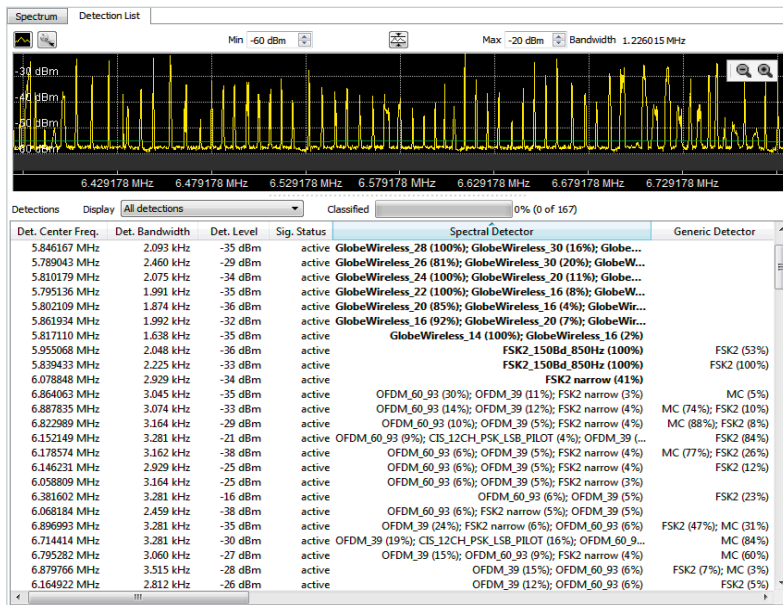 Spectrum Detection List
Min -60 dBm Max -20 dBm Bandwidth 1.226015 MHz
-30 dBm
-40 dBm
-50 dBm
-60 dBm
6.429178 MHz 6.479178 MHz 6.529178 MHz 6.579178 MHz 6.629178 MHz 6.679178 MHz 6.729178 MHz
Detections Display All detections Classified 0% (0 of 167)
Det. Center Freq. Det. Bandwidth Det. Level Sig. Status Spectral Detector Generic Detector
5.846167 MHz 2.093 kHz -35 dBm active GlobeWireless_28 (100%); GlobeWireless_30 (16%); Globe...
5.789043 MHz 2.460 kHz -29 dBm active GlobeWireless_26 (81%); GlobeWireless_30 (20%); GlobeW...
5.810179 MHz 2.075 kHz -34 dBm active GlobeWireless_24 (100%); GlobeWireless_20 (11%); Globe...
5.795136 MHz 1.991 kHz -35 dBm active GlobeWireless_22 (100%); GlobeWireless_16 (8%); GlobeW...
5.802109 MHz 1.874 kHz -36 dBm active GlobeWireless_20 (85%); GlobeWireless_16 (4%); GlobeWir...
5.861934 MHz 1.992 kHz -32 dBm active GlobeWireless_16 (92%); GlobeWireless_20 (7%); GlobeWir...
5.817110 MHz 1.638 kHz -35 dBm active GlobeWireless_14 (100%); GlobeWireless_16 (2%)
5.955068 MHz 2.048 kHz -36 dBm active FSK2_150Bd_850Hz (100%) FSK2 (53%)
5.839433 MHz 2.225 kHz -33 dBm active FSK2_150Bd_850Hz (100%) FSK2 (100%)
6.078848 MHz 2.929 kHz -34 dBm active FSK2 narrow (41%)
6.864063 MHz 3.045 kHz -35 dBm active OFDM_60_93 (30%); OFDM_39 (11%); FSK2 narrow (3%) MC (5%)
6.887835 MHz 3.074 kHz -33 dBm active OFDM_60_93 (14%); OFDM_39 (12%); FSK2 narrow (4%) MC (74%); FSK2 (10%)
6.822989 MHz 3.164 kHz -29 dBm active OFDM_60_93 (10%); OFDM_39 (5%); FSK2 narrow (4%) MC (88%); FSK2 (8%)
6.152149 MHz 3.281 kHz -21 dBm active OFDM_60_93 (9%); CIS_12CH_PSK_LSB_PILOT (4%); OFDM_39 (... FSK2 (84%)
6.178574 MHz 3.162 kHz -38 dBm active OFDM_60_93 (6%); OFDM_39 (5%); FSK2 narrow (4%) MC (77%); FSK2 (26%)
6.146231 MHz 2.929 kHz -25 dBm active OFDM_60_93 (6%); OFDM_39 (5%); FSK2 narrow (4%) FSK2 (12%)
6.058809 MHz 3.164 kHz -25 dBm active OFDM_60_93 (6%); OFDM_39 (5%); FSK2 narrow (3%)
6.381602 MHz 3.281 kHz -16 dBm active OFDM_60_93 (6%); OFDM_39 (5%) FSK2 (23%)
6.068184 MHz 2.459 kHz -38 dBm active OFDM_60_93 (6%); FSK2 narrow (5%); OFDM_39 (5%)
6.896993 MHz 3.281 kHz -35 dBm active OFDM_39 (24%); FSK2 narrow (6%); OFDM_60_93 (6%) FSK2 (47%); MC (31%)
6.714414 MHz 3.281 kHz -30 dBm active OFDM_39 (19%); CIS_12CH_PSK_LSB_PILOT (16%); OFDM_60_9... MC (84%)
6.795282 MHz 3.060 kHz -27 dBm active OFDM_39 (15%); OFDM_60_93 (9%); FSK2 narrow (4%) MC (60%)
6.879766 MHz 3.515 kHz -28 dBm active OFDM_39 (15%); OFDM_60_93 (6%) FSK2 (7%); MC (3%)
6.164922 MHz 2.812 kHz -26 dBm active OFDM_39 (12%); OFDM_60_93 (6%) FSK2 (5%)